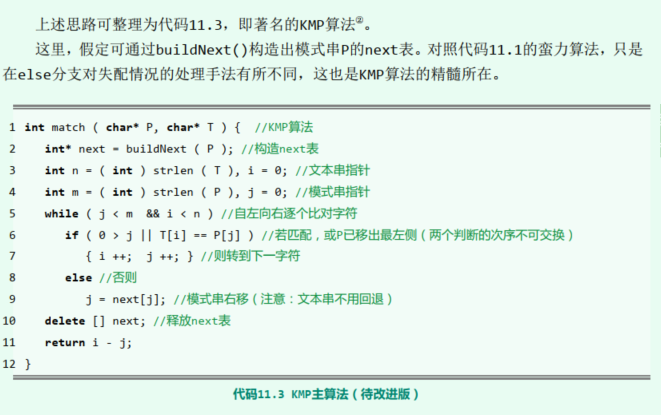 上述思路可整理为代码11.3，即著名的KMP算法②。
这里，假定可通过buildNext()构造出模式串P的next表。对照代码11.1的蛮力算法，只是
在else分支对失配情况的处理手法有所不同，这也是KMP算法的精髓所在。
1 int match ( char* P, char* T ) {  //KMP算法
2    int* next = buildNext ( P ); //构造next表
3    int n = ( int ) strlen ( T ), i = 0; //文本串指针
4    int m = ( int ) strlen ( P ), j = 0; //模式串指针
5    while ( j < m  && i < n ) //自左向右逐个比对字符
6       if ( 0 > j || T[i] == P[j] ) //若匹配，或P已移出最左侧（两个判断的次序不可交换）
7          { i ++;  j ++; } //则转到下一字符
8       else //否则
9          j = next[j]; //模式串右移（注意：文本串不用回退）
10    delete [] next; //释放next表
11    return i - j;
12 }
代码11.3 KMP主算法（待改进版）